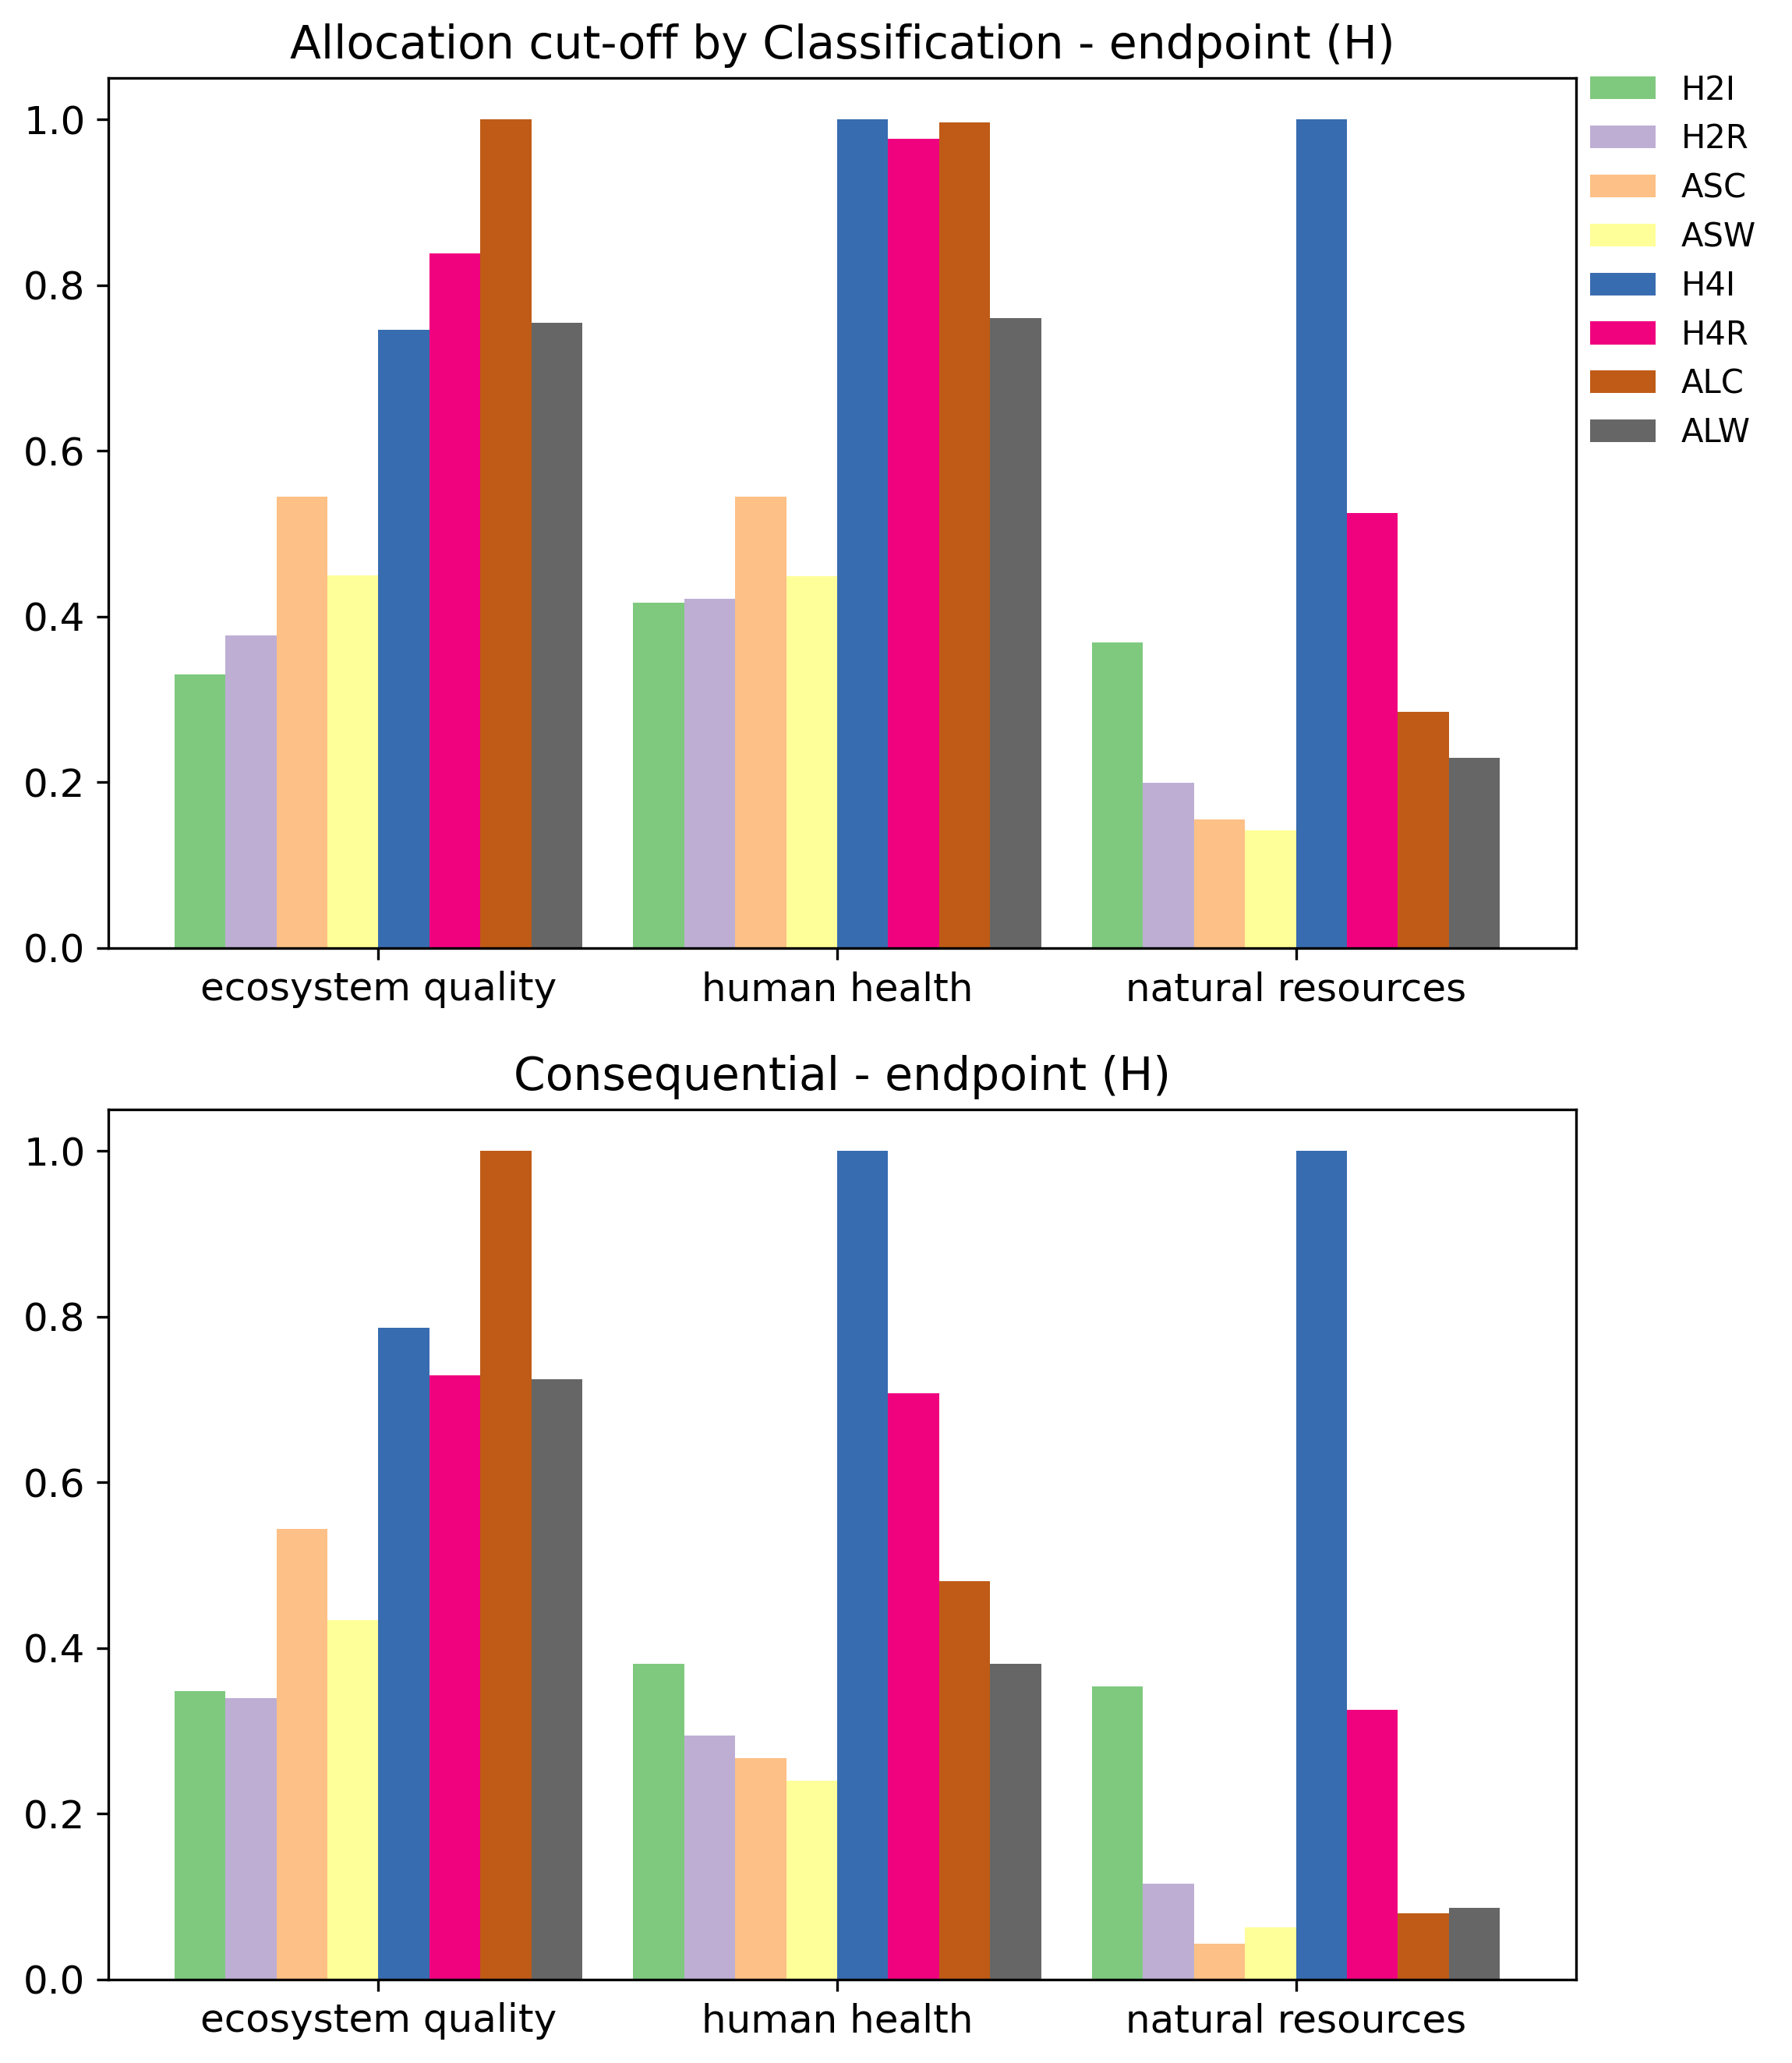 Allocation cut-off by Classification - endpoint (H)
1.0
0.8
0.6
0.4
0.2
0.0
ecosystem quality
human health
natural resources
H2I
H2R
ASC
ASW
H4I
H4R
ALC
ALW
Consequential - endpoint (H)
1.0
0.8
0.6
0.4
0.2
0.0
ecosystem quality
human health
natural resources